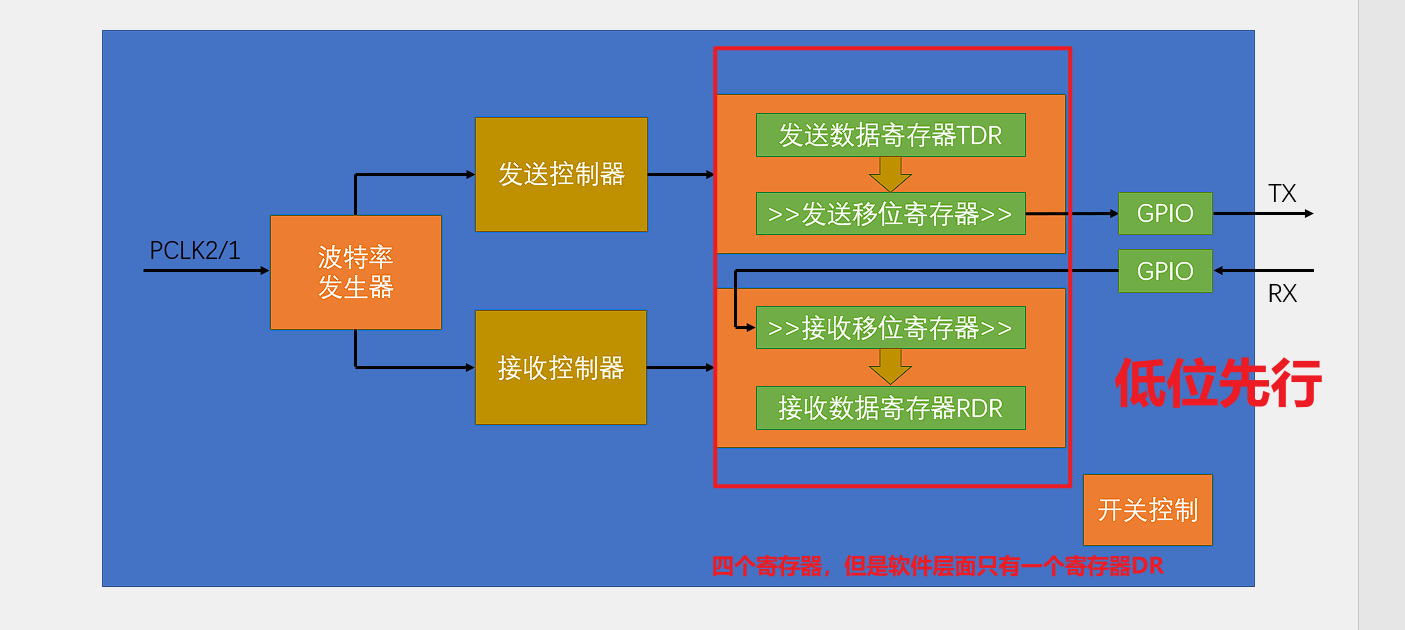 PCLK2/1
波特率
发生器
发送控制器
接收控制器
发送数据寄存器TDR
>>发送移位寄存器>>
>>接收移位寄存器>>
接收数据寄存器RDR
GPIO
TX
GPIO
RX
低位先行
开关控制
四个寄存器，但是软件层面只有一个寄存器DR